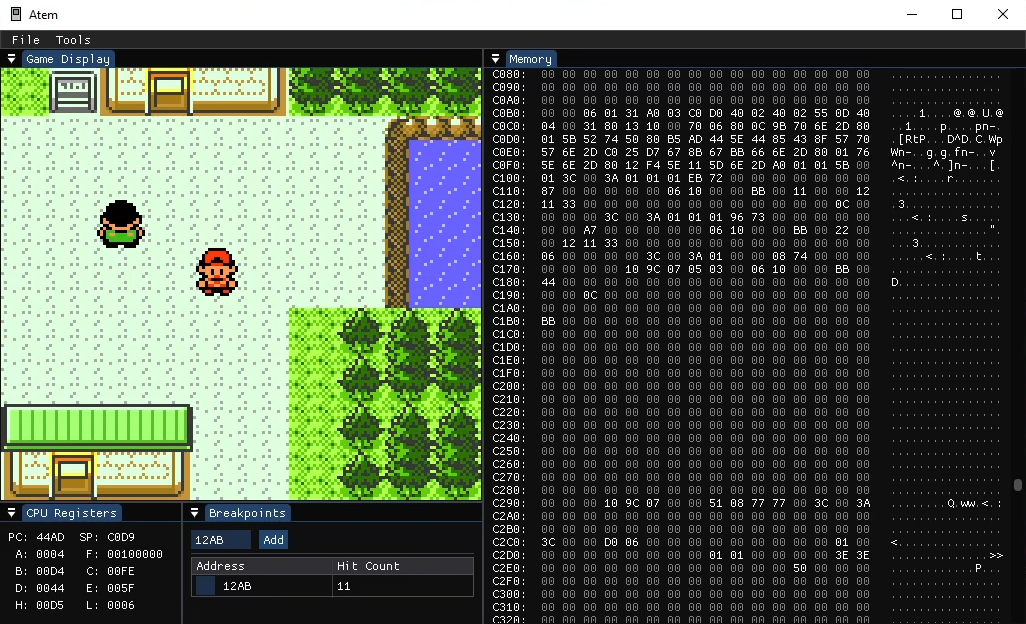 Atem
File Tools
Game Display
CPU Registers
PC: 44AD SP: C0D9
A: 0004 F: 00100000
B: 00D4 C: 00FE
D: 0044 E: 005F
H: 00D5 L: 0006
Breakpoints
12AB Add
Address Hit Count
12AB 11
Memory
C080: 00 00 00 00 00 00 00 00 00 00 00 00 00 00 00 00 ................
C090: 00 00 00 00 00 00 00 00 00 00 00 00 00 00 00 00 ................
C0A0: 00 00 00 00 00 00 00 00 00 00 00 00 00 00 00 00 ................
C0B0: 00 00 06 01 31 A0 03 C0 D0 40 02 40 02 55 0D 40 ....1....@.@.U.@
C0C0: 04 00 31 80 13 10 00 70 06 80 0C 9B 70 6E 2D 80 ..1....p....pn-.
C0D0: 01 5B 52 74 50 80 B5 AD 44 5E 44 85 43 8F 57 70 .[RtP...D^D.C.Wp
C0E0: 57 6E 2D C0 25 D7 67 8B 67 BB 66 6E 2D 80 01 76 Wn-.%.g.g.fn-..v
C0F0: 5E 6E 2D 80 12 F4 5E 11 5D 6E 2D A0 01 01 5B 00 ^n-...^.]n-...[.
C100: 01 3C 00 3A 01 01 01 EB 72 00 00 00 00 00 00 00 .<.:....r.......
C110: 87 00 00 00 00 00 06 10 00 00 BB 00 11 00 00 12 ................
C120: 11 33 00 00 00 00 00 00 00 00 00 00 00 00 0C 00 .3..............
C130: 00 00 00 3C 00 3A 01 01 01 96 73 00 00 00 00 00 ...<.:....s.....
C140: 00 00 A7 00 00 00 00 00 06 10 00 00 BB 00 22 00 ..............".
C150: 00 12 11 33 00 00 00 00 00 00 00 00 00 00 00 00 ...3............
C160: 06 00 00 00 00 3C 00 3A 01 00 00 08 74 00 00 00 .....<.:....t...
C170: 00 00 00 00 10 9C 07 05 03 00 06 10 00 00 BB 00 ................
C180: 44 00 00 00 00 00 00 00 00 00 00 00 00 00 00 00 D...............
C190: 00 00 0C 00 00 00 00 00 00 00 00 00 00 00 00 00 ................
C1A0: 00 00 00 00 00 00 00 00 00 00 00 00 00 00 00 00 ................
C1B0: BB 00 00 00 00 00 00 00 00 00 00 00 00 00 00 00 ................
C1C0: 00 00 00 00 00 00 00 00 00 00 00 00 00 00 00 00 ................
C1D0: 00 00 00 00 00 00 00 00 00 00 00 00 00 00 00 00 ................
C1E0: 00 00 00 00 00 00 00 00 00 00 00 00 00 00 00 00 ................
C1F0: 00 00 00 00 00 00 00 00 00 00 00 00 00 00 00 00 ................
C200: 00 00 00 00 00 00 00 00 00 00 00 00 00 00 00 00 ................
C210: 00 00 00 00 00 00 00 00 00 00 00 00 00 00 00 00 ................
C220: 00 00 00 00 00 00 00 00 00 00 00 00 00 00 00 00 ................
C230: 00 00 00 00 00 00 00 00 00 00 00 00 00 00 00 00 ................
C240: 00 00 00 00 00 00 00 00 00 00 00 00 00 00 00 00 ................
C250: 00 00 00 00 00 00 00 00 00 00 00 00 00 00 00 00 ................
C260: 00 00 00 00 00 00 00 00 00 00 00 00 00 00 00 00 ................
C270: 00 00 00 00 00 00 00 00 00 00 00 00 00 00 00 00 ................
C280: 00 00 00 00 00 00 00 00 00 00 00 00 00 00 00 00 ................
C290: 00 00 00 10 9C 07 00 00 51 08 77 77 00 3C 00 3A ........Q.ww.<.:
C2A0: 00 00 00 00 00 00 00 00 00 00 00 00 00 00 00 00 ................
C2B0: 00 00 00 00 00 00 00 00 00 00 00 00 00 00 00 00 ................
C2C0: 3C 00 00 D0 06 00 00 00 00 00 00 00 00 00 01 00 <...............
C2D0: 00 00 00 00 00 00 00 00 01 01 00 00 00 00 3E 3E ..............>>
C2E0: 00 00 00 00 00 00 00 00 00 00 00 00 50 00 00 00 ............P...
C2F0: 00 00 00 00 00 00 00 00 00 00 00 00 00 00 00 00 ................
C300: 00 00 00 00 00 00 00 00 00 00 00 00 00 00 00 00 ................
C310: 00 00 00 00 00 00 00 00 00 00 00 00 00 00 00 00 ................
C320: 00 00 00 00 00 00 00 00 00 00 00 00 00 00 00 00 ................